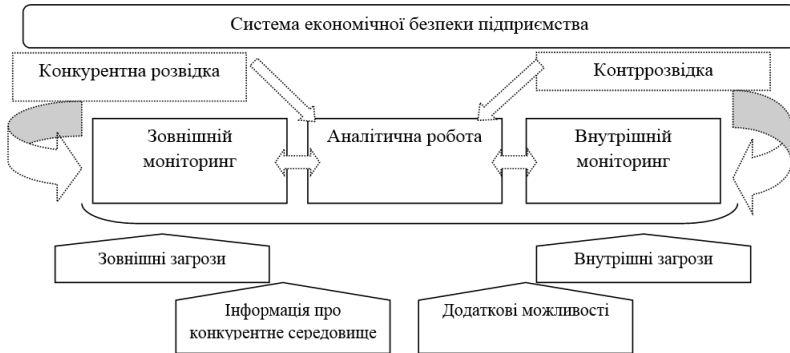 Система економічної безпеки підприємства
Конкурентна розвідка
Контррозвідка
Зовнішній
моніторинг
Аналітична робота
Внутрішній
моніторинг
Зовнішні загрози
Внутрішні загрози
Інформація про
конкурентне середовище
Додаткові можливості